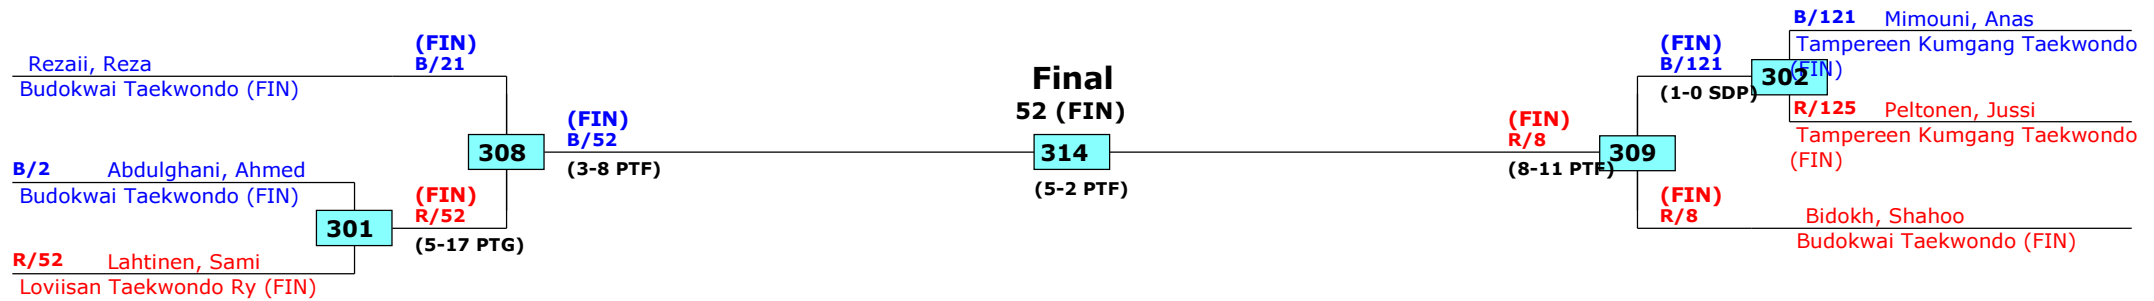 Rezaii, Reza
Budokwai Taekwondo (FIN)
B/2 Abdulghani, Ahmed
Budokwai Taekwondo (FIN)
301
R/52 Lahtinen, Sami
Loviisan Taekwondo Ry (FIN)
(FIN)
B/21
308
(FIN)
R/52
(5-17 PTG)
(FIN)
B/52
(3-8 PTF)
Final
52 (FIN)
314
(5-2 PTF)
(FIN)
R/8
(8-11 PTF)
309
(FIN)
B/121
(1-0 SDP)
302
(FIN)
R/8
B/121 Mimouni, Anas
Tampereen Kumgang Taekwondo
(FIN)
R/125 Peltonen, Jussi
Tampereen Kumgang Taekwondo
(FIN)
Bidokh, Shahoo
Budokwai Taekwondo (FIN)